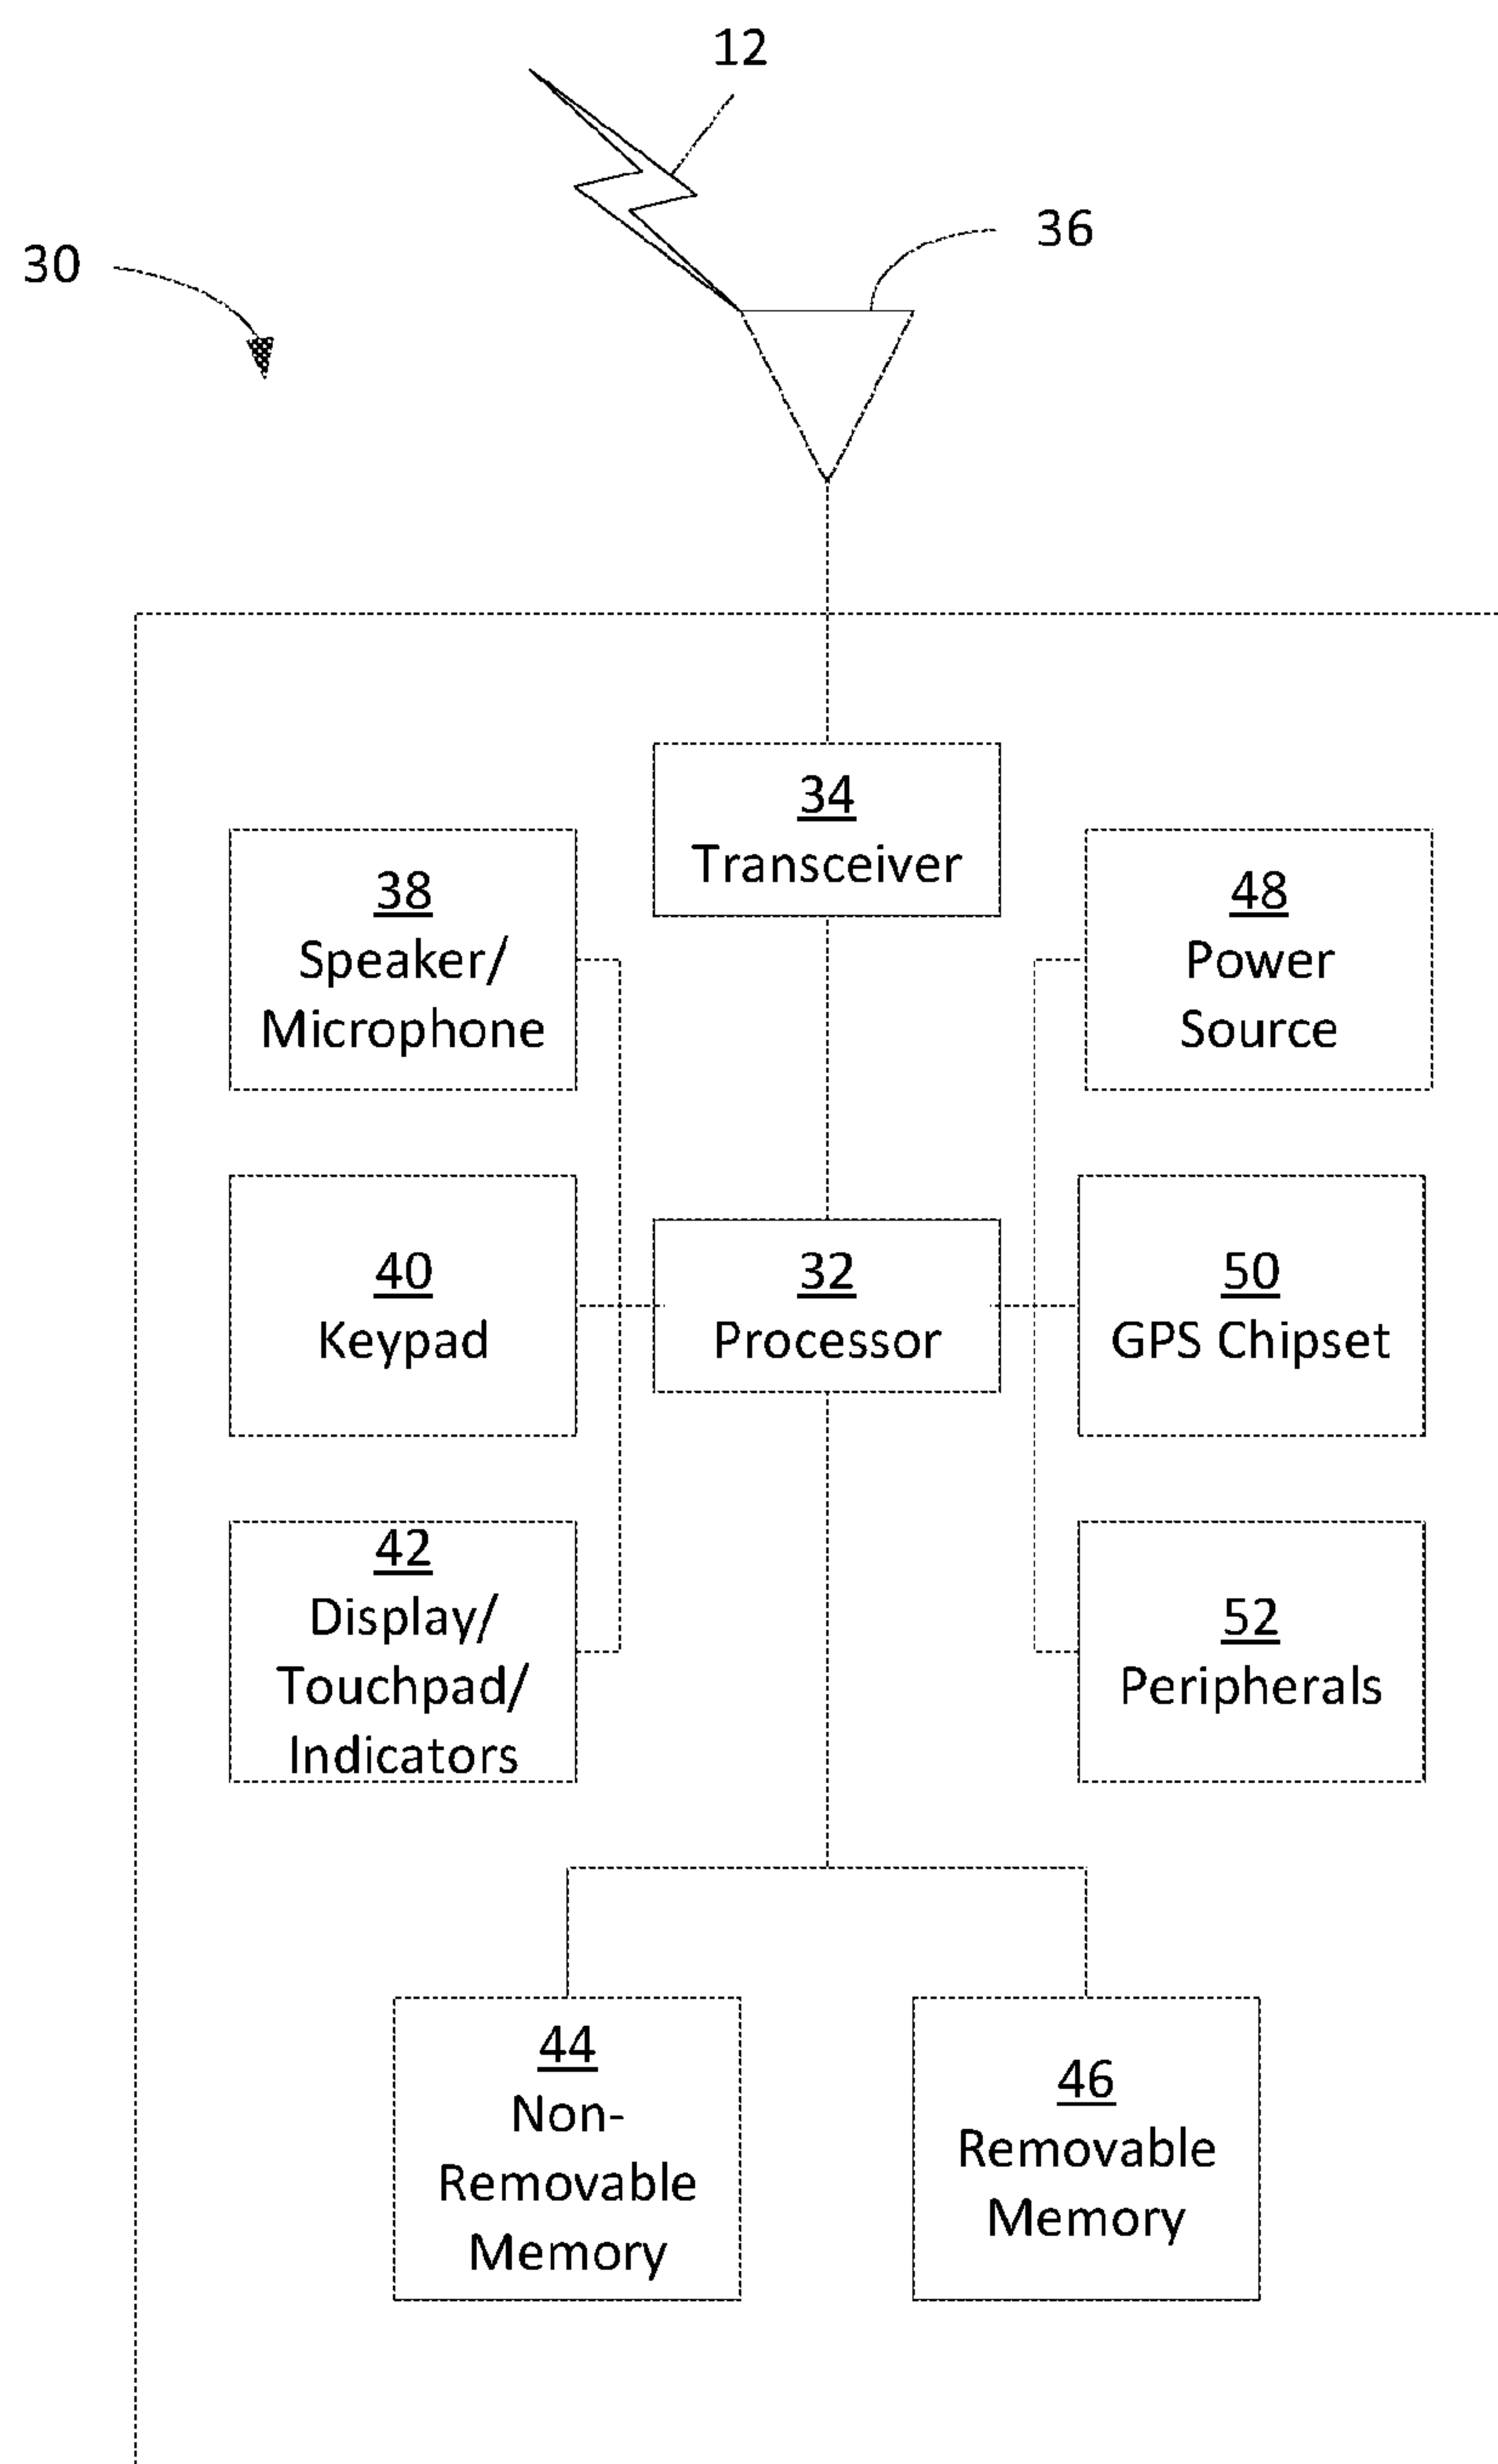 12
36
30
34
Transceiver
38
Speaker/
Microphone
48
Power
Source
40
Keypad
32
Processor
50
GPS Chipset
42
Display/
Touchpad/
Indicators
52
Peripherals
44
Non-
Removable
Memory
46
Removable
Memory